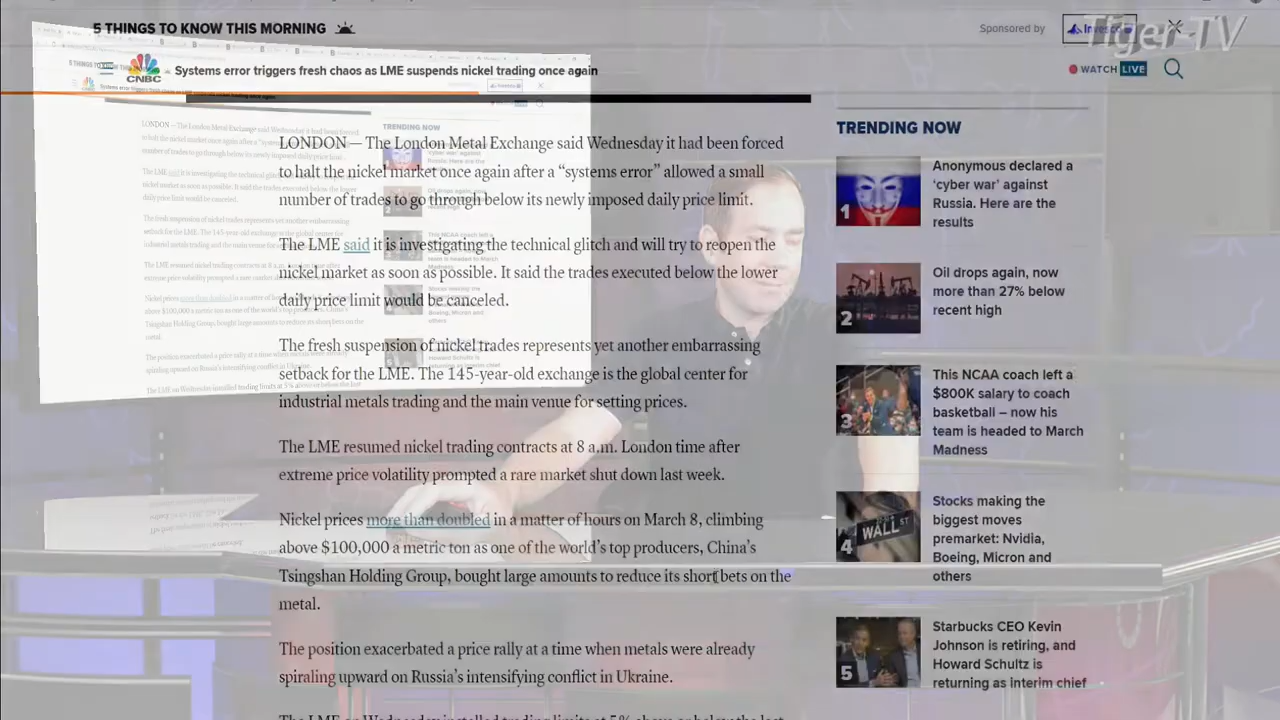 5 THINGS TO KNOW THIS MORNING
Sponsored by
Tiger-TV
CNBC
Systems error triggers fresh chaos as LME suspends nickel trading once again
WATCH LIVE
LONDON — The London Metal Exchange said Wednesday it had been forced
to halt the nickel market once again after a “systems error” allowed a small
number of trades to go through below its newly imposed daily price limit.
The LME said it is investigating the technical glitch and will try to reopen the
nickel market as soon as possible. It said the trades executed below the lower
daily price limit would be canceled.
The fresh suspension of nickel trades represents yet another embarrassing
setback for the LME. The 145-year-old exchange is the global center for
industrial metals trading and the main venue for setting prices.
The LME resumed nickel trading contracts at 8 a.m. London time after
extreme price volatility prompted a rare market shut down last week.
Nickel prices more than doubled in a matter of hours on March 8, climbing
above $100,000 a metric ton as one of the world’s top producers, China’s
Tsingshan Holding Group, bought large amounts to reduce its short bets on the
metal.
The position exacerbated a price rally at a time when metals were already
spiraling upward on Russia’s intensifying conflict in Ukraine.
TRENDING NOW
1
Anonymous declared a
‘cyber war’ against
Russia. Here are the
results
2
Oil drops again, now
more than 27% below
recent high
3
This NCAA coach left a
$800K salary to coach
basketball – now his
team is headed to March
Madness
4
WALL ST
Stocks making the
biggest moves
premarket: Nvidia,
Boeing, Micron and
others
5
Starbucks CEO Kevin
Johnson is retiring, and
Howard Schultz is
returning as interim chief